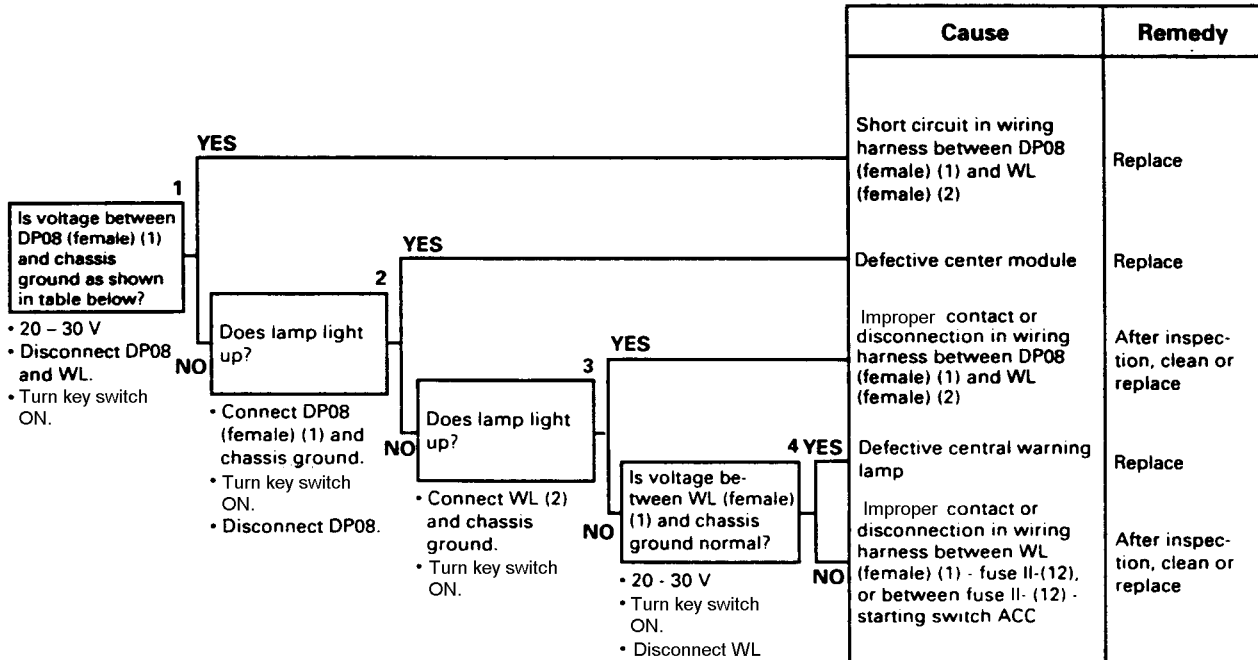 Cause
Remedy
YES
Short circuit in wiring
harness between DP08
(female) (1) and WL
(female) (2)
Replace
1
Is voltage between
DP08 (female) (1)
and chassis
ground as shown
in table below?
• 20 – 30 V
• Disconnect DP08
and WL.
• Turn key switch
ON.
YES
Defective center module
Replace
2
NO
Does lamp light
up?
• Connect DP08
(female) (1) and
chassis ground.
• Turn key switch
ON.
• Disconnect DP08.
YES
Improper contact or
disconnection in wiring
harness between DP08
(female) (1) and WL
(female) (2)
After inspec-
tion, clean or
replace
3
NO
Does lamp light
up?
• Connect WL (2)
and chassis
ground.
• Turn key switch
ON.
4 YES
Defective central warning
lamp
Replace
NO
Is voltage be-
tween WL (female)
(1) and chassis
ground normal?
• 20 - 30 V
• Turn key switch
ON.
• Disconnect WL
NO
Improper contact or
disconnection in wiring
harness between WL
(female) (1) - fuse II-(12),
or between fuse II- (12) -
starting switch ACC
After inspec-
tion, clean or
replace